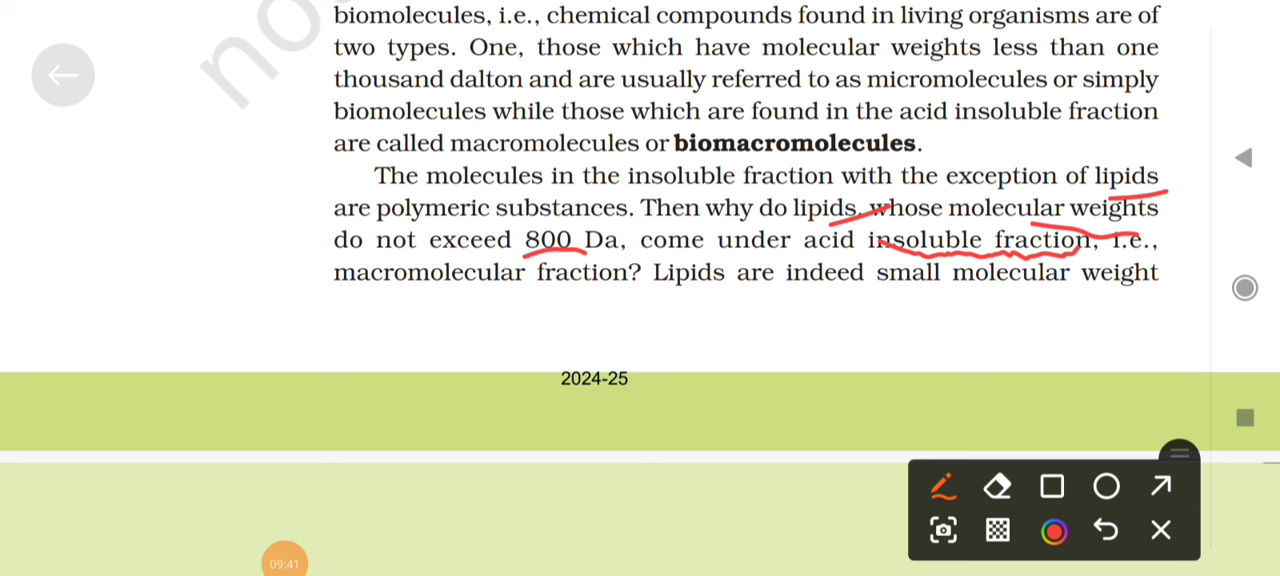 no
biomolecules, i.e., chemical compounds found in living organisms are of
two types. One, those which have molecular weights less than one
thousand dalton and are usually referred to as micromolecules or simply
biomolecules while those which are found in the acid insoluble fraction
are called macromolecules or biomacromolecules.
The molecules in the insoluble fraction with the exception of lipids
are polymeric substances. Then why do lipids, whose molecular weights
do not exceed 800 Da, come under acid insoluble fraction, i.e.,
macromolecular fraction? Lipids are indeed small molecular weight
2024-25
09:41